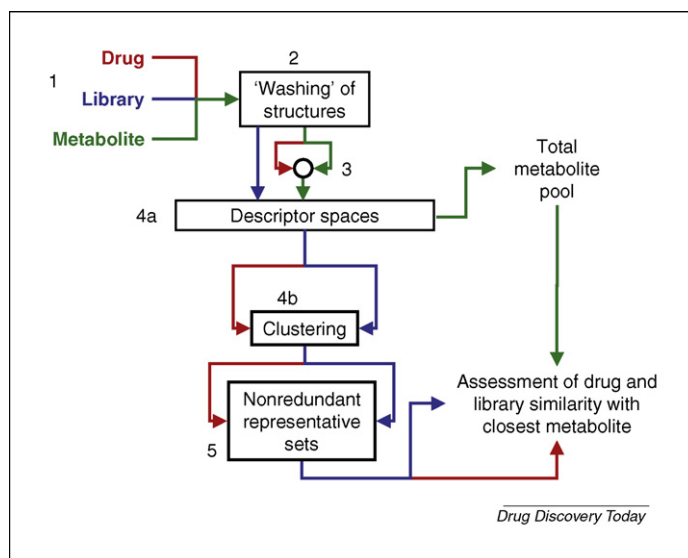 Drug
1
Library
Metabolite
2
‘Washing’ of
structures
3
4a
Descriptor spaces
Total
metabolite
pool
4b
Clustering
Nonredundant
representative
sets
5
Assessment of drug and
library similarity with
closest metabolite
Drug Discovery Today